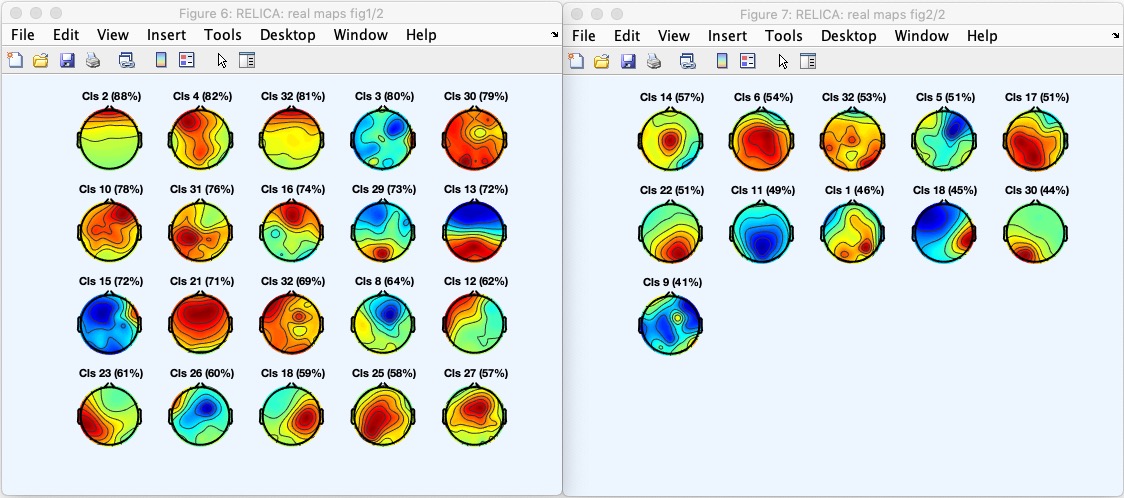 Figure 6: RELICA: real maps fig1/2
File Edit View Insert Tools Desktop Window Help
Cls 2 (88%) Cls 4 (82%) Cls 32 (81%) Cls 3 (80%) Cls 30 (79%)
Cls 10 (78%) Cls 31 (76%) Cls 16 (74%) Cls 29 (73%) Cls 13 (72%)
Cls 15 (72%) Cls 21 (71%) Cls 32 (69%) Cls 8 (64%) Cls 12 (62%)
Cls 23 (61%) Cls 26 (60%) Cls 18 (59%) Cls 25 (58%) Cls 27 (57%)
Figure 7: RELICA: real maps fig2/2
File Edit View Insert Tools Desktop Window Help
Cls 14 (57%) Cls 6 (54%) Cls 32 (53%) Cls 5 (51%) Cls 17 (51%)
Cls 22 (51%) Cls 11 (49%) Cls 1 (46%) Cls 18 (45%) Cls 30 (44%)
Cls 9 (41%)